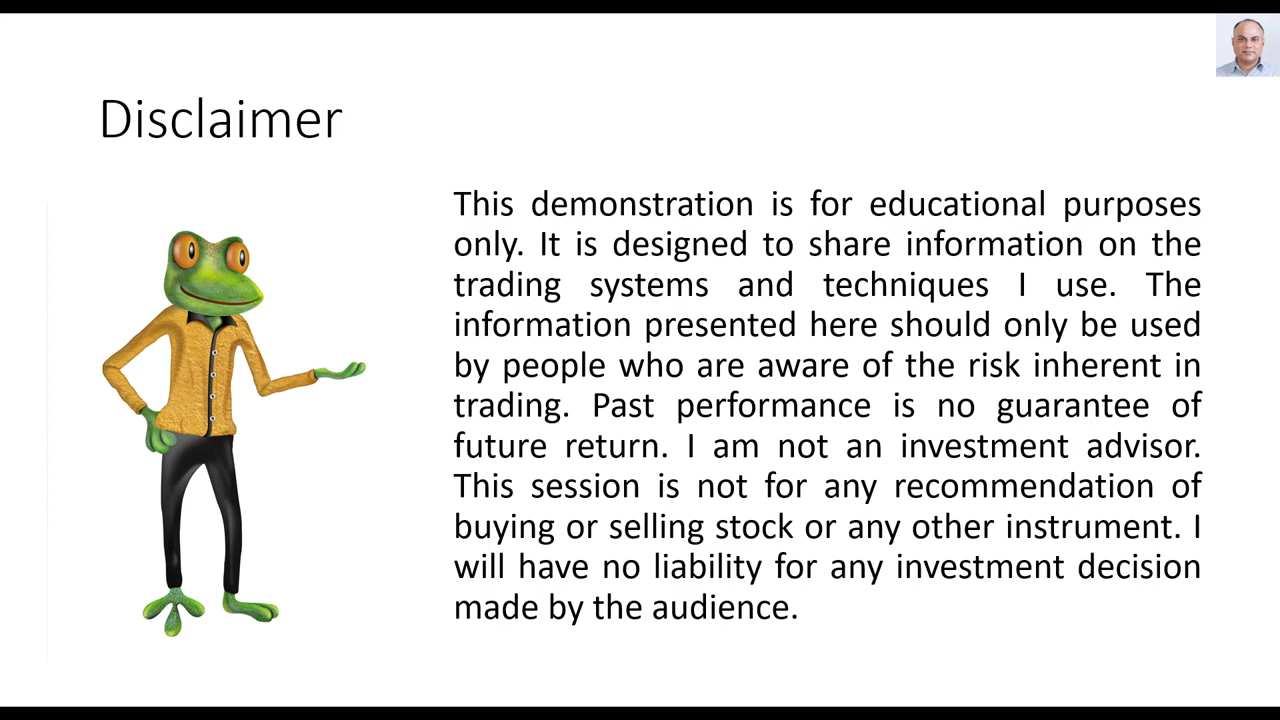 Disclaimer
This demonstration is for educational purposes
only. It is designed to share information on the
trading systems and techniques I use. The
information presented here should only be used
by people who are aware of the risk inherent in
trading. Past performance is no guarantee of
future return. I am not an investment advisor.
This session is not for any recommendation of
buying or selling stock or any other instrument. I
will have no liability for any investment decision
made by the audience.